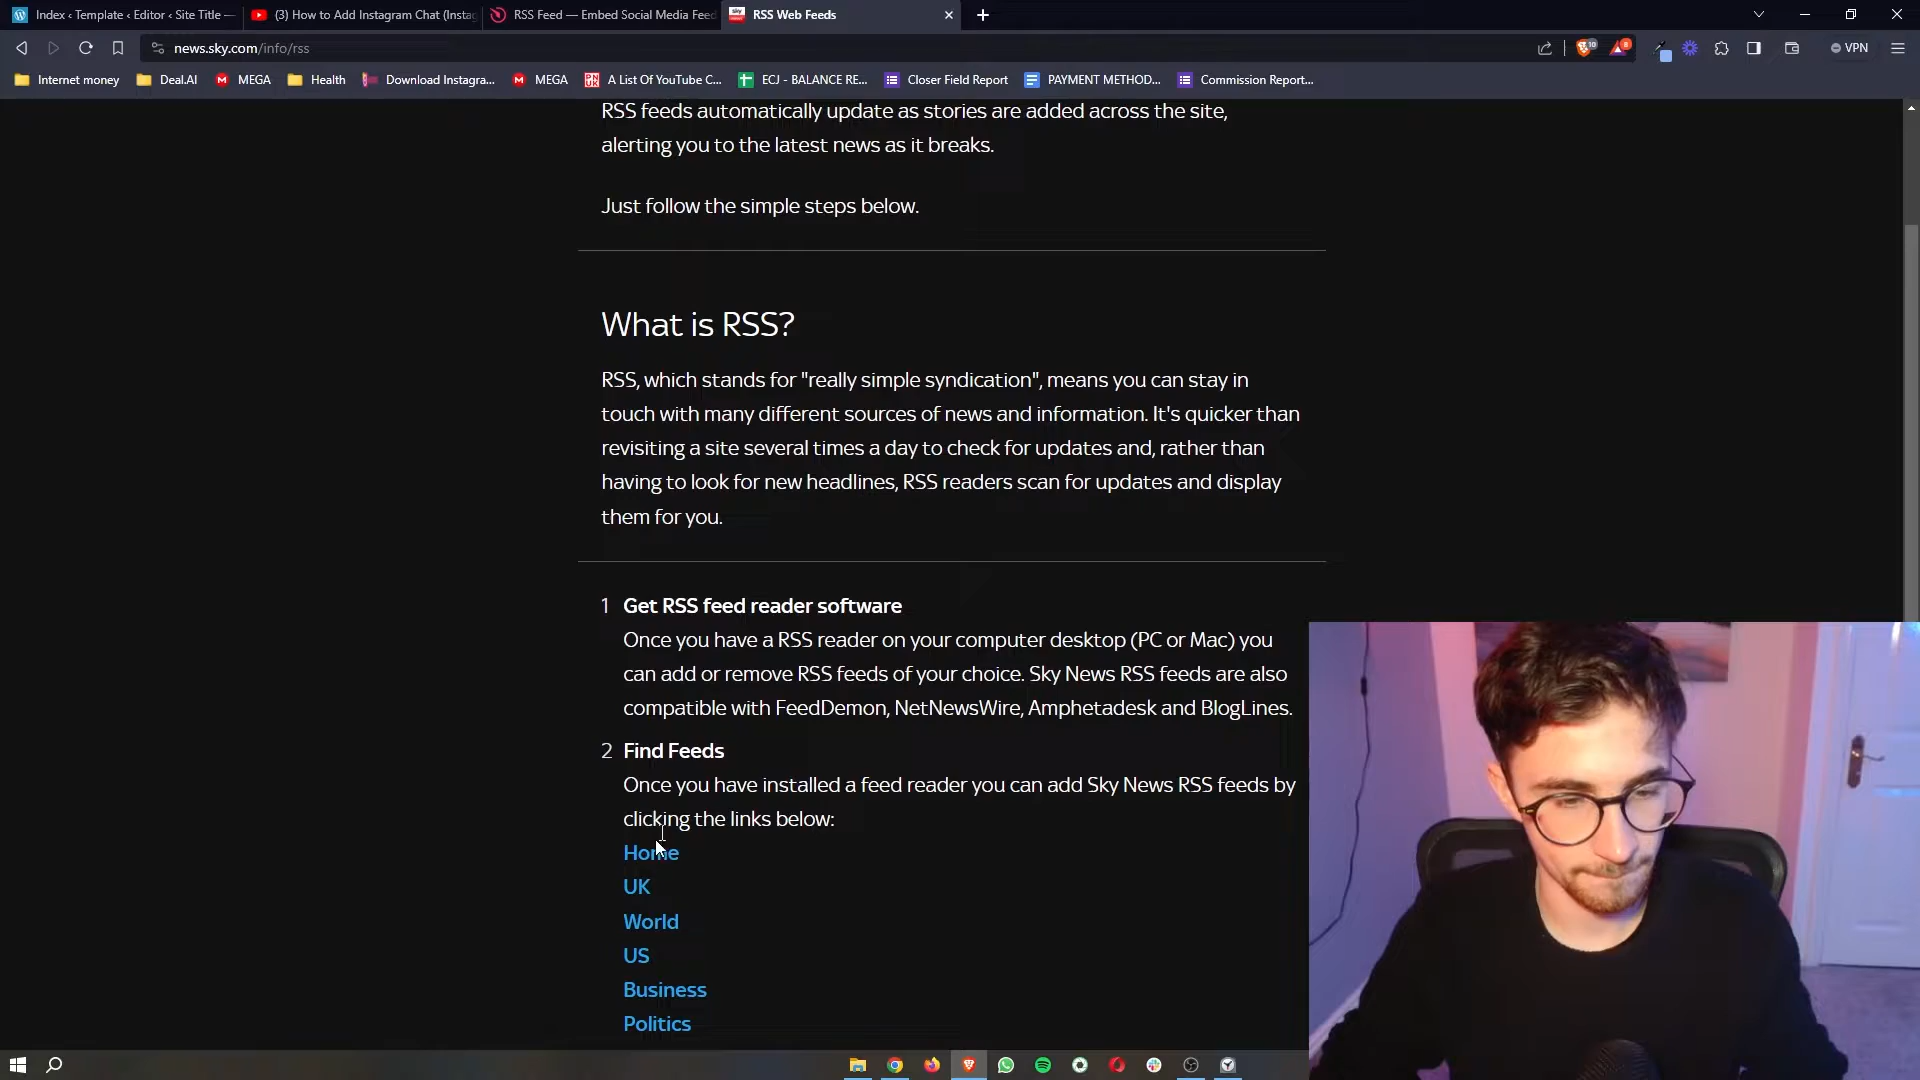 Index ‹ Template ‹ Editor ‹ Site Title —
(3) How to Add Instagram Chat (Insta
RSS Feed — Embed Social Media Feed
RSS Web Feeds
news.sky.com/info/rss
10
8
VPN
Internet money
Deal.AI
MEGA
Health
Download Instagra...
MEGA
A List Of YouTube C...
ECJ - BALANCE RE...
Closer Field Report
PAYMENT METHOD...
Commission Report...
RSS feeds automatically update as stories are added across the site,
alerting you to the latest news as it breaks.
Just follow the simple steps below.
What is RSS?
RSS, which stands for "really simple syndication", means you can stay in
touch with many different sources of news and information. It's quicker than
revisiting a site several times a day to check for updates and, rather than
having to look for new headlines, RSS readers scan for updates and display
them for you.
1 Get RSS feed reader software
Once you have a RSS reader on your computer desktop (PC or Mac) you
can add or remove RSS feeds of your choice. Sky News RSS feeds are also
compatible with FeedDemon, NetNewsWire, Amphetadesk and BlogLines.
2 Find Feeds
Once you have installed a feed reader you can add Sky News RSS feeds by
clicking the links below:
Home
UK
World
US
Business
Politics